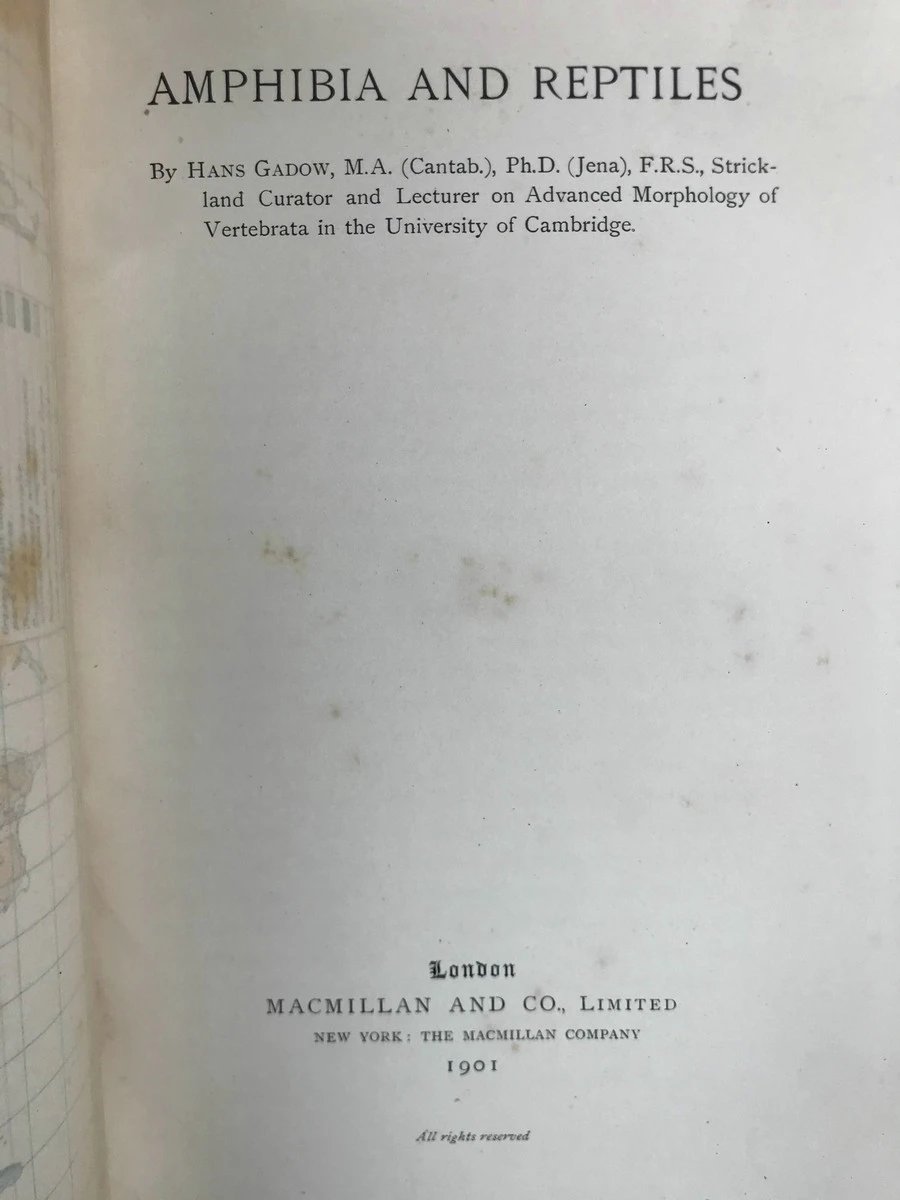 AMPHIBIA AND REPTILES
By HANS GADOW, M.A. (Cantab.), Ph.D. (Jena), F.R.S., Strick-
land Curator and Lecturer on Advanced Morphology of
Vertebrata in the University of Cambridge.
London
MACMILLAN AND CO., LIMITED
NEW YORK: THE MACMILLAN COMPANY
1901
All rights reserved